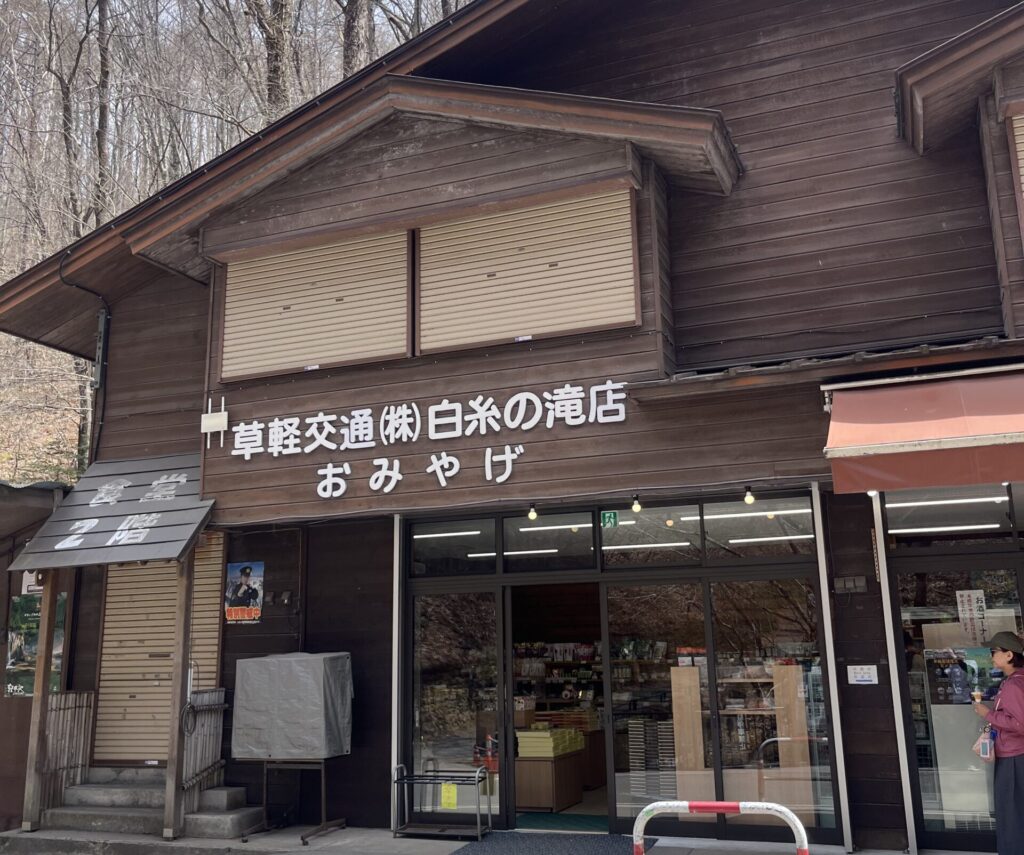 草軽交通㈱白糸の滝店
おみやげ
食堂
2階